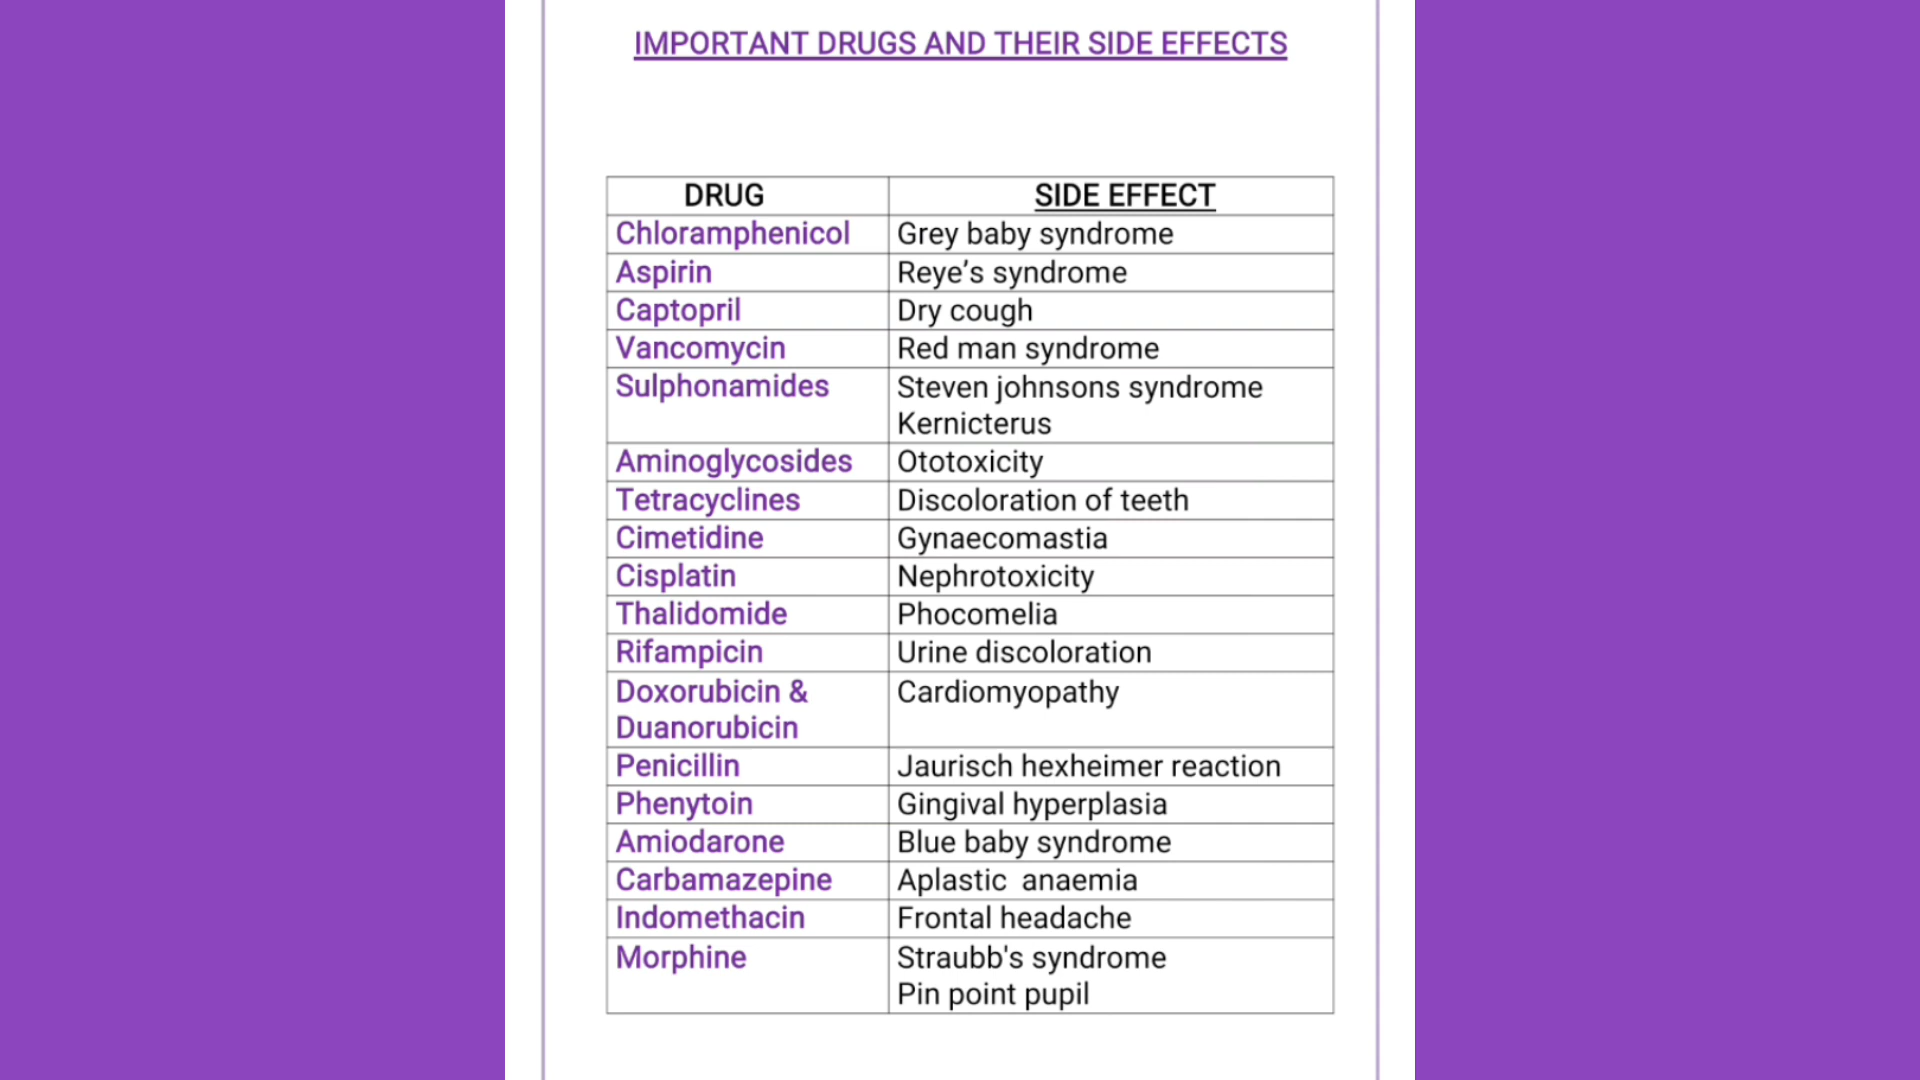 IMPORTANT DRUGS AND THEIR SIDE EFFECTS
DRUG SIDE EFFECT
Chloramphenicol Grey baby syndrome
Aspirin Reye’s syndrome
Captopril Dry cough
Vancomycin Red man syndrome
Sulphonamides Steven johnsons syndrome
Kernicterus
Aminoglycosides Ototoxicity
Tetracyclines Discoloration of teeth
Cimetidine Gynaecomastia
Cisplatin Nephrotoxicity
Thalidomide Phocomelia
Rifampicin Urine discoloration
Doxorubicin & Cardiomyopathy
Duanorubicin
Penicillin Jaurisch hexheimer reaction
Phenytoin Gingival hyperplasia
Amiodarone Blue baby syndrome
Carbamazepine Aplastic  anaemia
Indomethacin Frontal headache
Morphine Straubb's syndrome
Pin point pupil